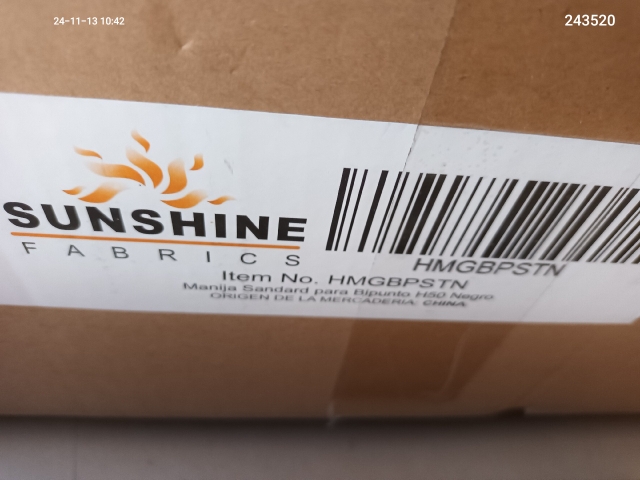 24-11-13 10:42
243520
SUNSHINE
FABRICS
HMGBPSTN
Item No. HMGBPSTN
Manija Sandard para Bipunto H50 Negro
ORIGEN DE LA MERCADERIA: CHINA